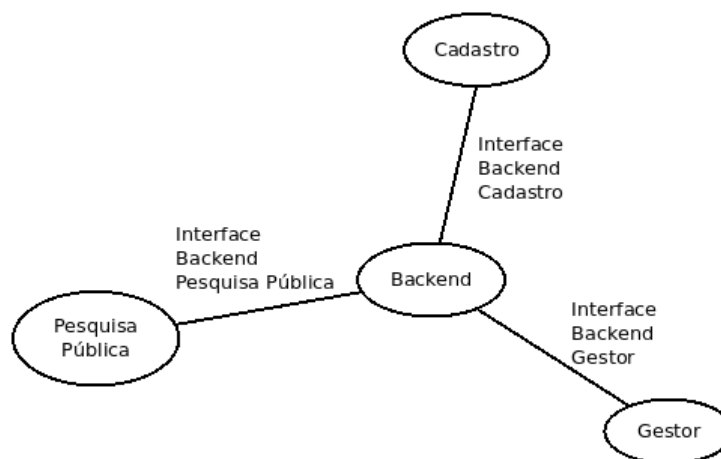 Cadastro
Interface
Backend
Cadastro
Interface
Backend
Pesquisa Pública
Backend
Interface
Backend
Gestor
Pesquisa
Pública
Gestor